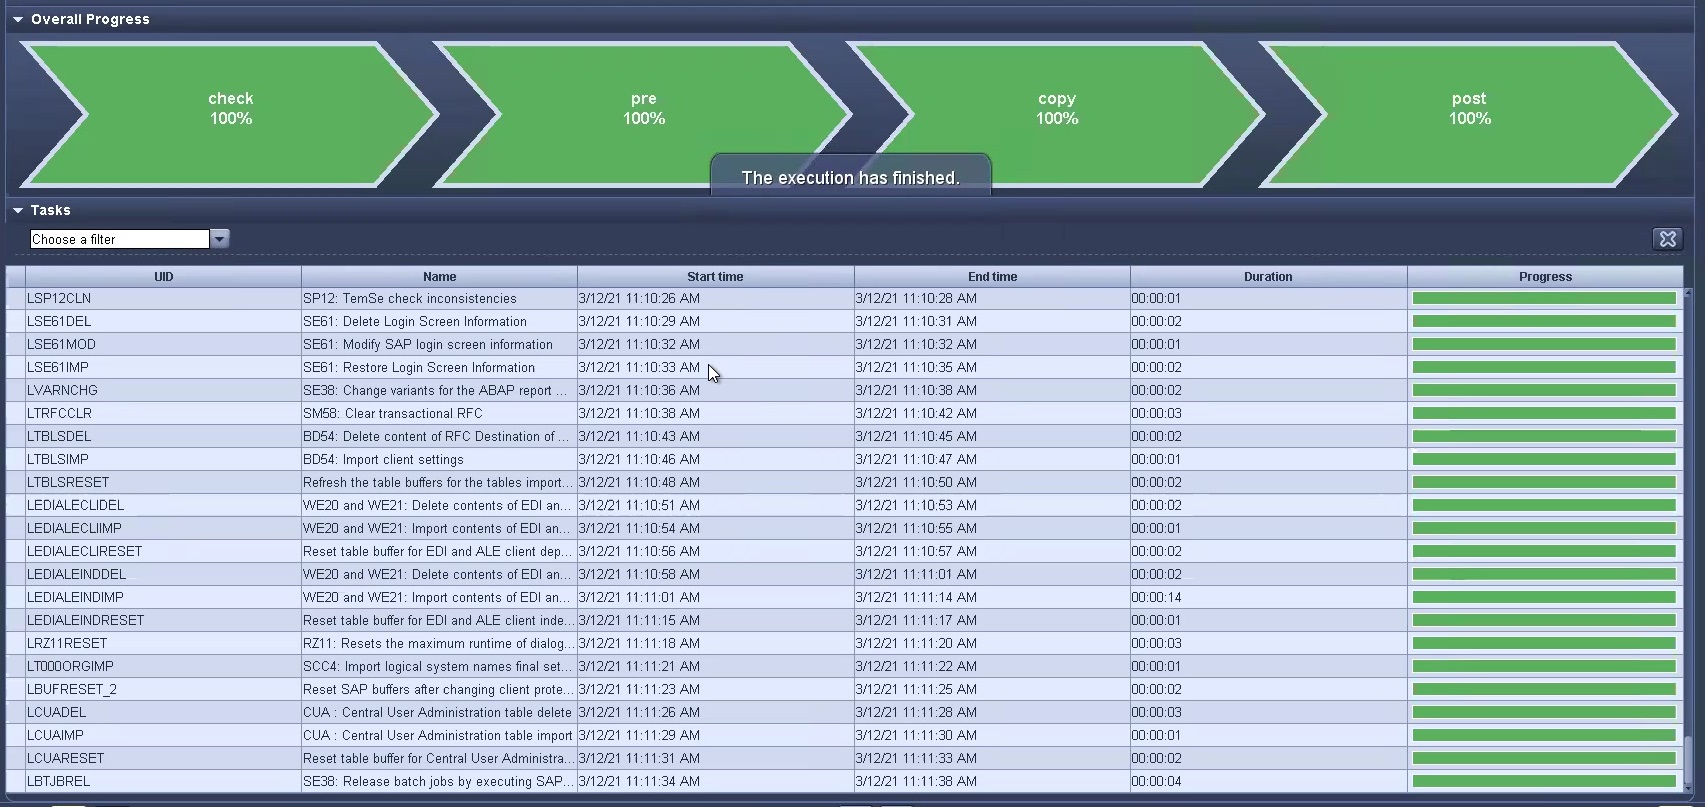 Overall Progress
check
100%
pre
100%
copy
100%
post
100%
The execution has finished.
Tasks
Choose a filter
UID Name Start time End time Duration Progress
LSP12CLN SP12: TemSe check inconsistencies 3/12/21 11:10:26 AM 3/12/21 11:10:28 AM 00:00:01
LSE61DEL SE61: Delete Login Screen Information 3/12/21 11:10:29 AM 3/12/21 11:10:31 AM 00:00:02
LSE61MOD SE61: Modify SAP login screen information 3/12/21 11:10:32 AM 3/12/21 11:10:32 AM 00:00:01
LSE61IMP SE61: Restore Login Screen Information 3/12/21 11:10:33 AM 3/12/21 11:10:35 AM 00:00:02
LVARNCHG SE38: Change variants for the ABAP report ... 3/12/21 11:10:36 AM 3/12/21 11:10:38 AM 00:00:02
LTRFCCLR SM58: Clear transactional RFC 3/12/21 11:10:38 AM 3/12/21 11:10:42 AM 00:00:03
LTBLSDEL BD54: Delete content of RFC Destination of ... 3/12/21 11:10:43 AM 3/12/21 11:10:45 AM 00:00:02
LTBLSIMP BD54: Import client settings 3/12/21 11:10:46 AM 3/12/21 11:10:47 AM 00:00:01
LTBLSRESET Refresh the table buffers for the tables import... 3/12/21 11:10:48 AM 3/12/21 11:10:50 AM 00:00:02
LEDIALECLIDEL WE20 and WE21: Delete contents of EDI an... 3/12/21 11:10:51 AM 3/12/21 11:10:53 AM 00:00:02
LEDIALECLIIMP WE20 and WE21: Import contents of EDI an... 3/12/21 11:10:54 AM 3/12/21 11:10:55 AM 00:00:01
LEDIALECLIRESET Reset table buffer for EDI and ALE client dep... 3/12/21 11:10:56 AM 3/12/21 11:10:57 AM 00:00:02
LEDIALEINDDEL WE20 and WE21: Delete contents of EDI an... 3/12/21 11:10:58 AM 3/12/21 11:11:01 AM 00:00:02
LEDIALEINDIMP WE20 and WE21: Import contents of EDI an... 3/12/21 11:11:01 AM 3/12/21 11:11:14 AM 00:00:14
LEDIALEINDRESET Reset table buffer for EDI and ALE client inde... 3/12/21 11:11:15 AM 3/12/21 11:11:17 AM 00:00:01
LRZ11RESET RZ11: Resets the maximum runtime of dialog... 3/12/21 11:11:18 AM 3/12/21 11:11:20 AM 00:00:03
LT000ORGIMP SCC4: Import logical system names final set... 3/12/21 11:11:21 AM 3/12/21 11:11:22 AM 00:00:01
LBUFRESET_2 Reset SAP buffers after changing client prote... 3/12/21 11:11:23 AM 3/12/21 11:11:25 AM 00:00:02
LCUADEL CUA : Central User Administration table delete 3/12/21 11:11:26 AM 3/12/21 11:11:28 AM 00:00:03
LCUAIMP CUA : Central User Administration table import 3/12/21 11:11:29 AM 3/12/21 11:11:30 AM 00:00:01
LCUARESET Reset table buffer for Central User Administra... 3/12/21 11:11:31 AM 3/12/21 11:11:33 AM 00:00:02
LBTJBREL SE38: Release batch jobs by executing SAP... 3/12/21 11:11:34 AM 3/12/21 11:11:38 AM 00:00:04